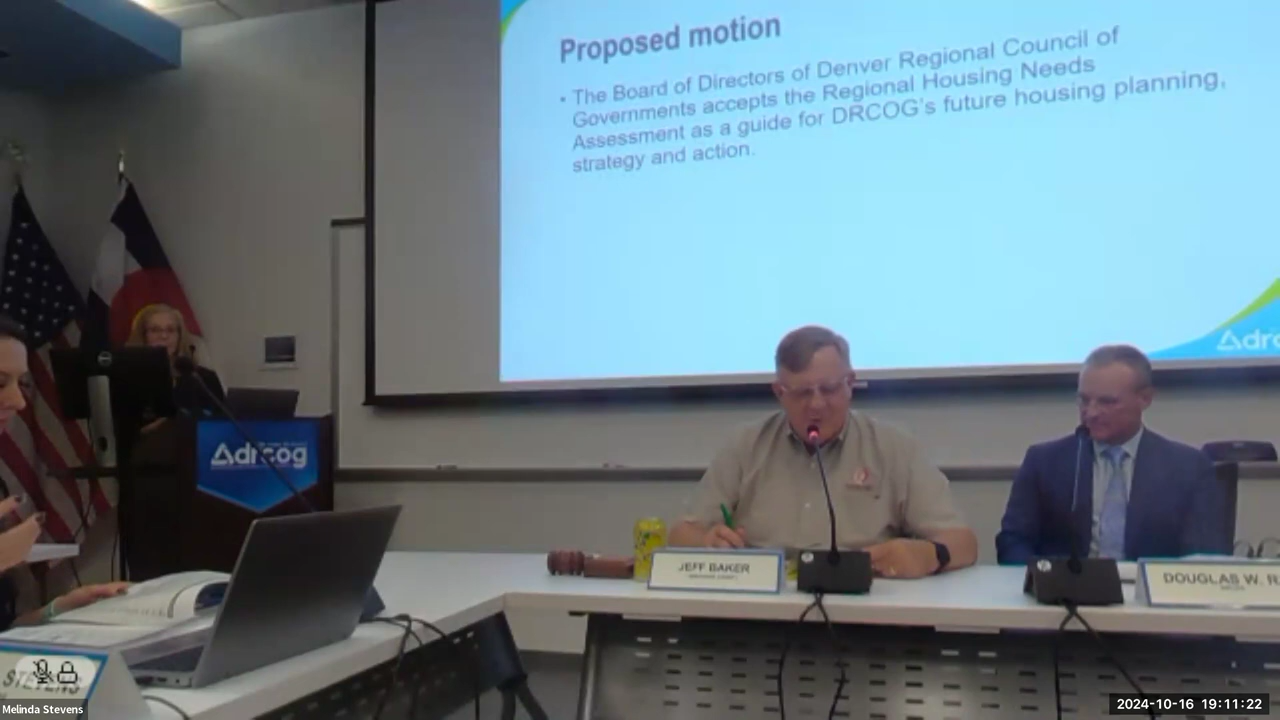 Proposed motion
• The Board of Directors of Denver Regional Council of
Governments accepts the Regional Housing Needs
Assessment as a guide for DRCOG's future housing planning,
strategy and action.
drc
drcog
JEFF BAKER
DOUGLAS W. R
STEVENS
Melinda Stevens
2024-10-16 19:11:22